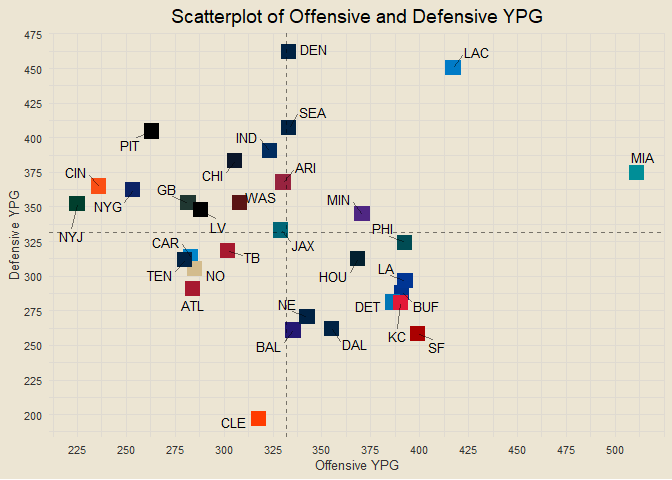 Scatterplot of Offensive and Defensive YPG
475
DEN
LAC
450
425
SEA
400
PIT
IND
CHI
ARI
MIA
375
CIN
GB
WAS
MIN
350
NYG
NYJ
LV
PHI
325
CAR
TB
JAX
300
TEN
NO
HOU
LA
275
ATL
NE
DET
BUF
KC
250
BAL
DAL
SF
225
200
CLE
225
250
275
300
325
350
375
400
425
450
475
500
Offensive YPG
Defensive YPG